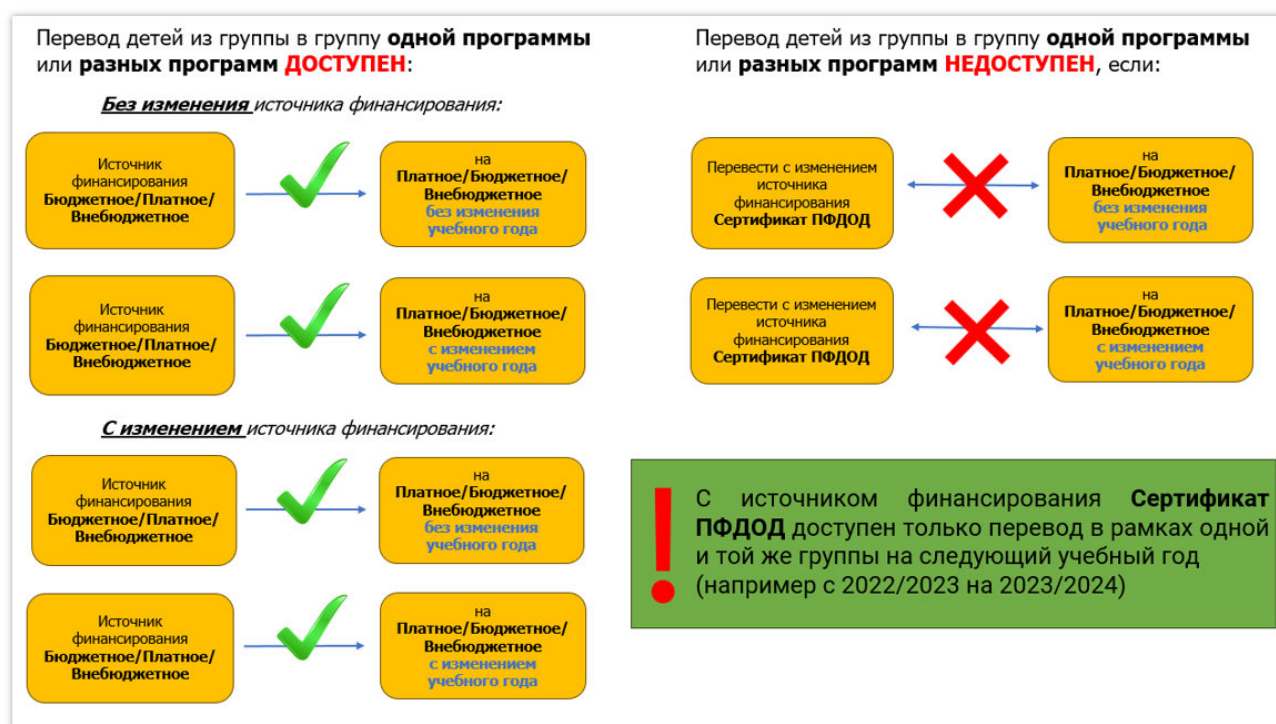 Перевод детей из группы в группу одной программы
или разных программ ДОСТУПЕН:
Без изменения источника финансирования:
Источник
финансирования
Бюджетное/Платное/
Внебюджетное
на
Платное/Бюджетное/
Внебюджетное
без изменения
учебного года
Источник
финансирования
Бюджетное/Платное/
Внебюджетное
на
Платное/Бюджетное/
Внебюджетное
с изменением
учебного года
С изменением источника финансирования:
Источник
финансирования
Бюджетное/Платное/
Внебюджетное
на
Платное/Бюджетное/
Внебюджетное
без изменения
учебного года
Источник
финансирования
Бюджетное/Платное/
Внебюджетное
на
Платное/Бюджетное/
Внебюджетное
с изменением
учебного года
Перевод детей из группы в группу одной программы
или разных программ НЕДОСТУПЕН, если:
Перевести с изменением
источника
финансирования
Сертификат ПФДОД
на
Платное/Бюджетное/
Внебюджетное
без изменения
учебного года
Перевести с изменением
источника
финансирования
Сертификат ПФДОД
на
Платное/Бюджетное/
Внебюджетное
с изменением
учебного года
! С источником финансирования Сертификат
ПФДОД доступен только перевод в рамках одной
и той же группы на следующий учебный год
(например с 2022/2023 на 2023/2024)